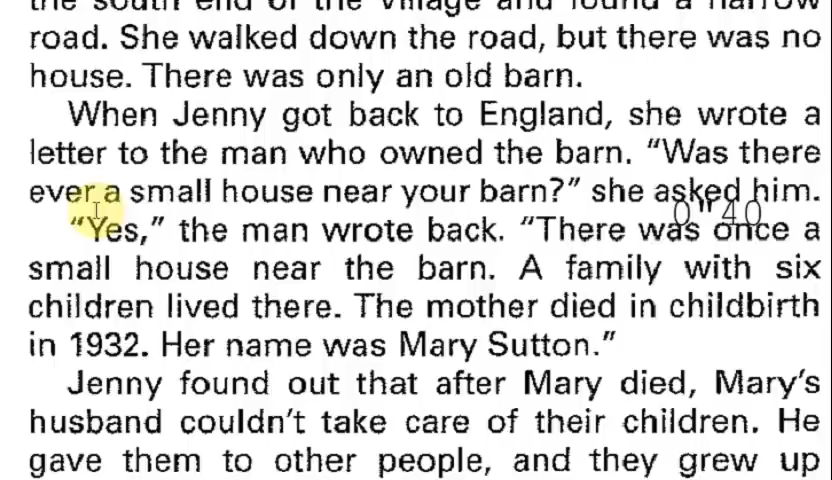 the south end of the village and found a narrow
road. She walked down the road, but there was no
house. There was only an old barn.
When Jenny got back to England, she wrote a
letter to the man who owned the barn. “Was there
ever a small house near your barn?” she asked him.
0"40
“Yes,” the man wrote back. “There was once a
small house near the barn. A family with six
children lived there. The mother died in childbirth
in 1932. Her name was Mary Sutton.”
Jenny found out that after Mary died, Mary’s
husband couldn’t take care of their children. He
gave them to other people, and they grew up